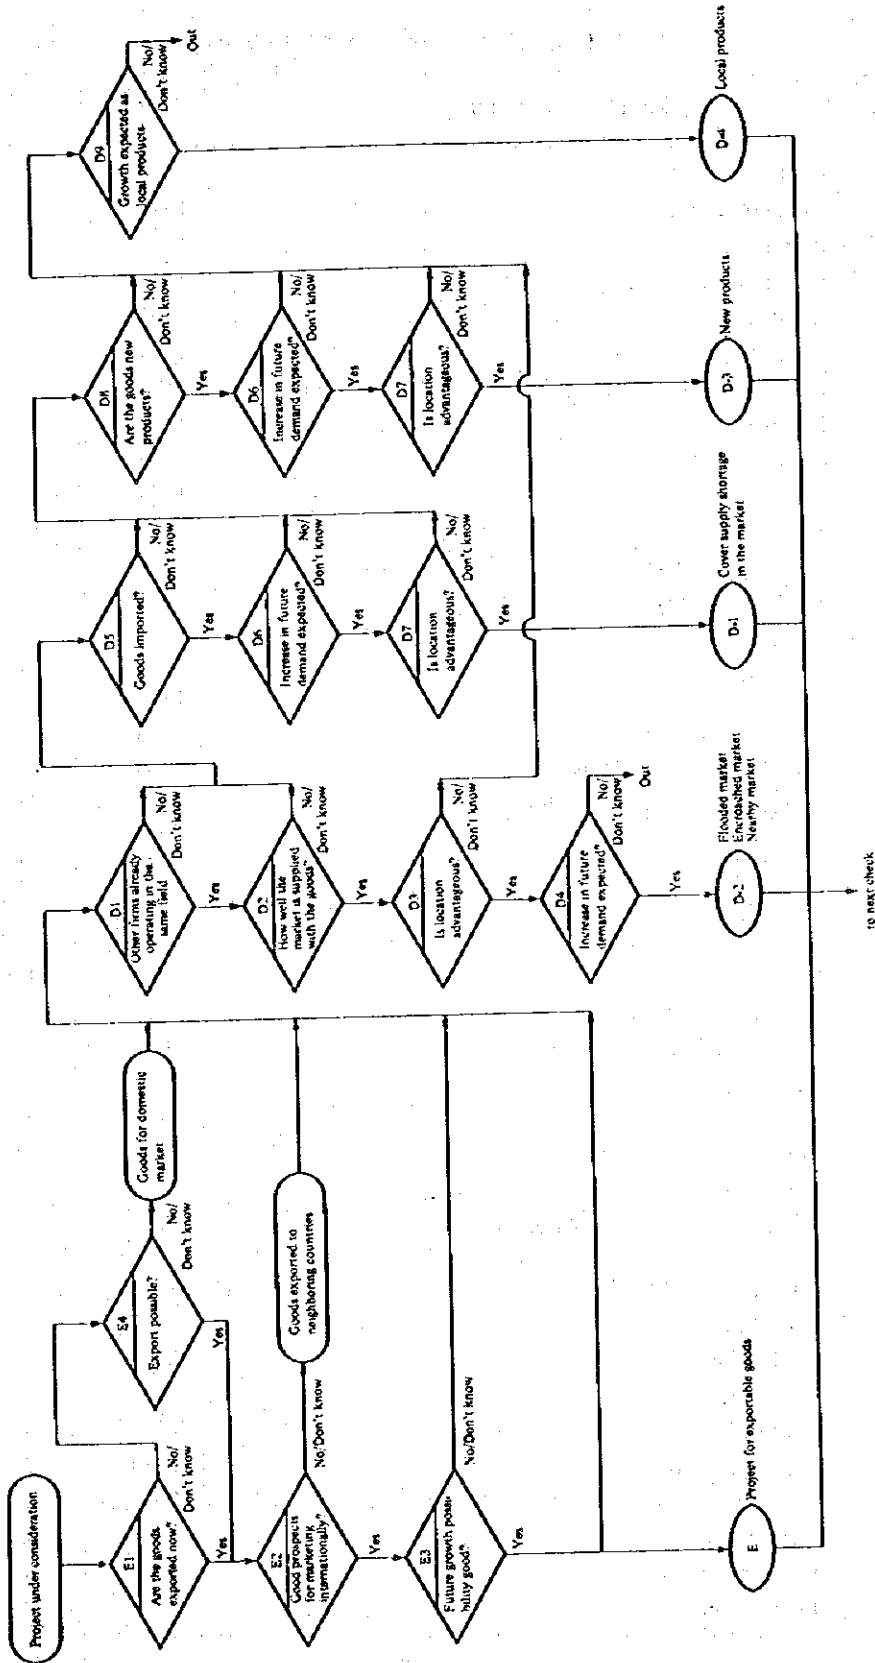 Project under consideration
E1
Are the goods
exported now?
No/
Don't know
Yes
E4
Export possible?
No/
Don't know
Yes
Goods for domestic
market
E2
Good prospects
for marketing
internationally?
No/Don't know
Yes
Goods exported to
neighboring countries
E3
Future growth possi-
bility good?
No/Don't know
Yes
E
Project for exportable goods
D1
Other firms already
operating in the
same field
No/
Don't know
Yes
D2
How well the
market is supplied
with the goods?
No/
Don't know
Yes
D3
Is location
advantageous?
No/
Don't know
Yes
D4
Increase in future
demand expected?
No/
Don't know
Out
Yes
D-2
Flooded market
Encroached market
Nearby market
D5
Goods imported?
No/
Don't know
Yes
D6
Increase in future
demand expected?
No/
Don't know
Yes
D7
Is location
advantageous?
No/
Don't know
Yes
D-1
Cover supply shortage
in the market
D8
Are the goods new
products?
No/
Don't know
Yes
D6
Increase in future
demand expected?
No/
Don't know
Yes
D7
Is location
advantageous?
No/
Don't know
Yes
D-3
New products
D9
Growth expected as
local products
No/
Don't know
Out
D-4
Local products
to next check